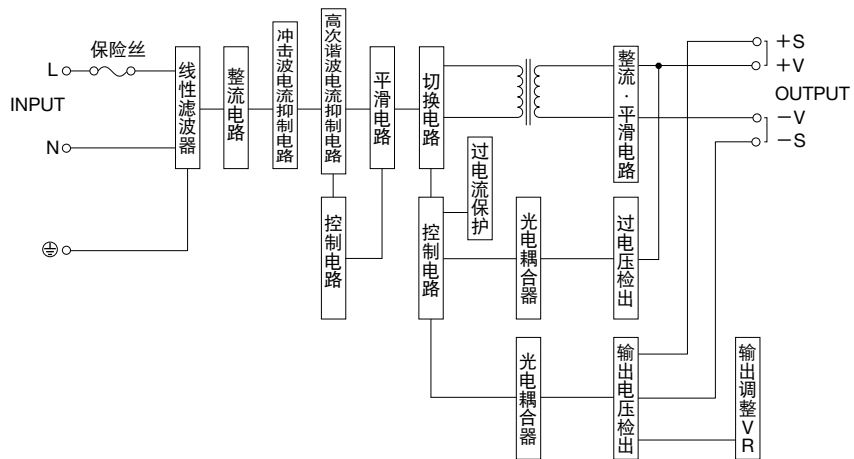 保险丝
L
INPUT
N
线性滤波器
整流电路
冲击波电流抑制电路
高次谐波电流抑制电路
平滑电路
切换电路
整流·平滑电路
+S
+V
OUTPUT
−V
−S
过电流保护
控制电路
控制电路
光电耦合器
过电压检出
光电耦合器
输出电压检出
输出调整VR